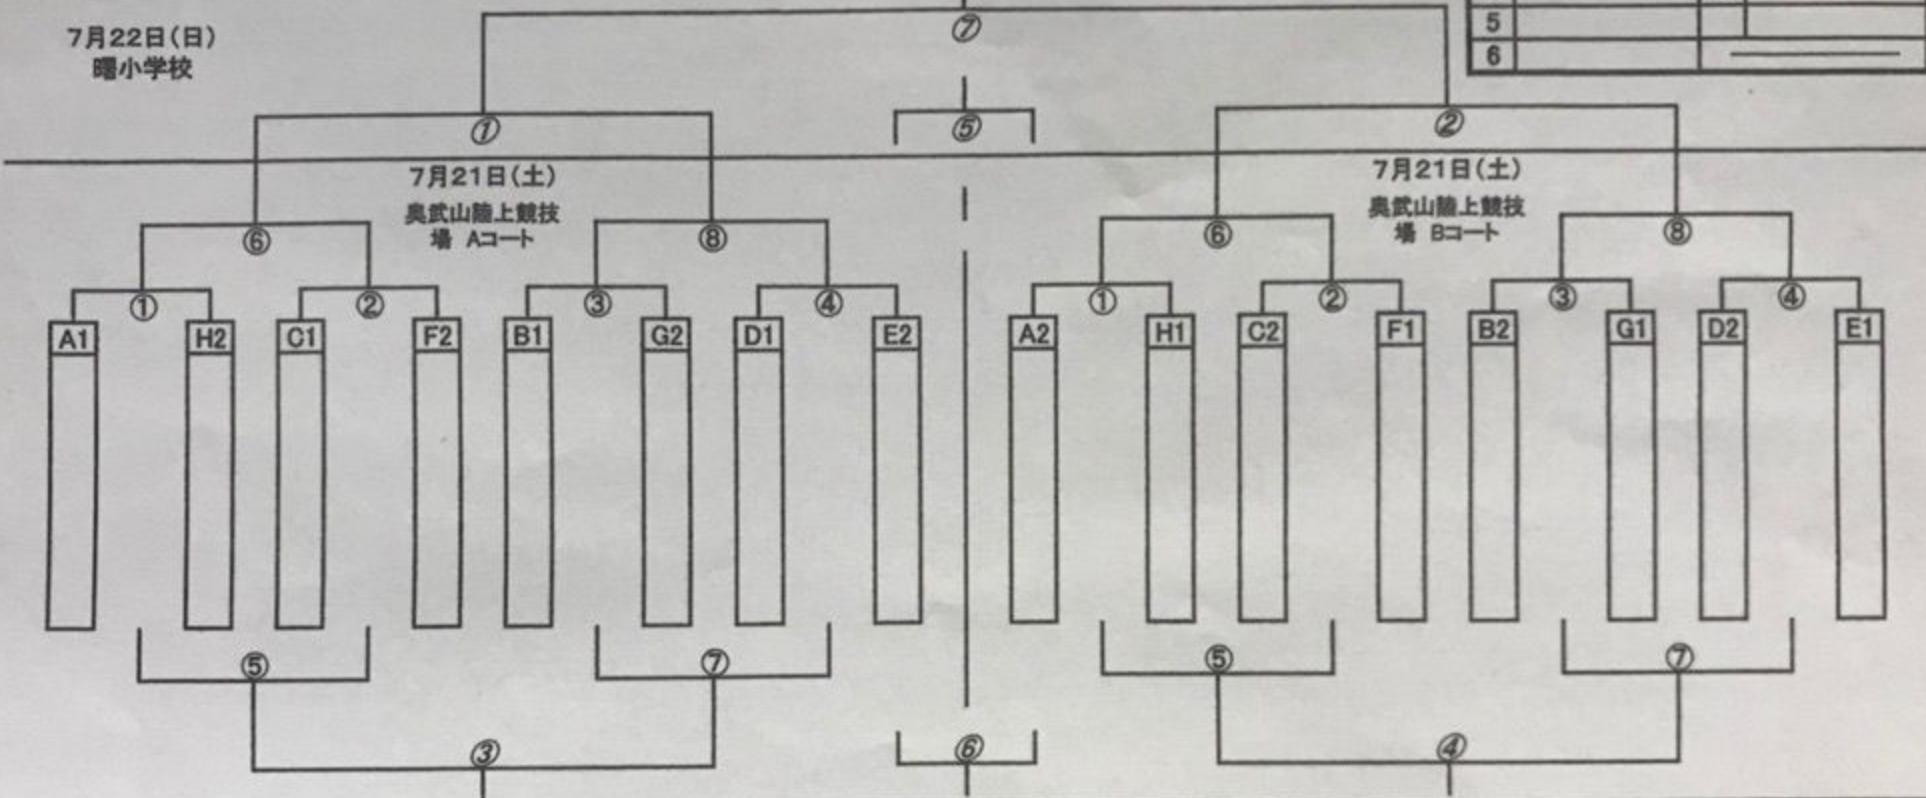 ⑦
7月22日(日)
曙小学校
5
6
①
⑤
②
7月21日(土)
奥武山陸上競技
場 Aコート
7月21日(土)
奥武山陸上競技
場 Bコート
⑥
⑧
⑥
⑧
①
②
③
④
①
②
③
④
A1 H2 C1 F2 B1 G2 D1 E2 A2 H1 C2 F1 B2 G1 D2 E1
⑤
⑦
⑤
⑦
③
⑥
④